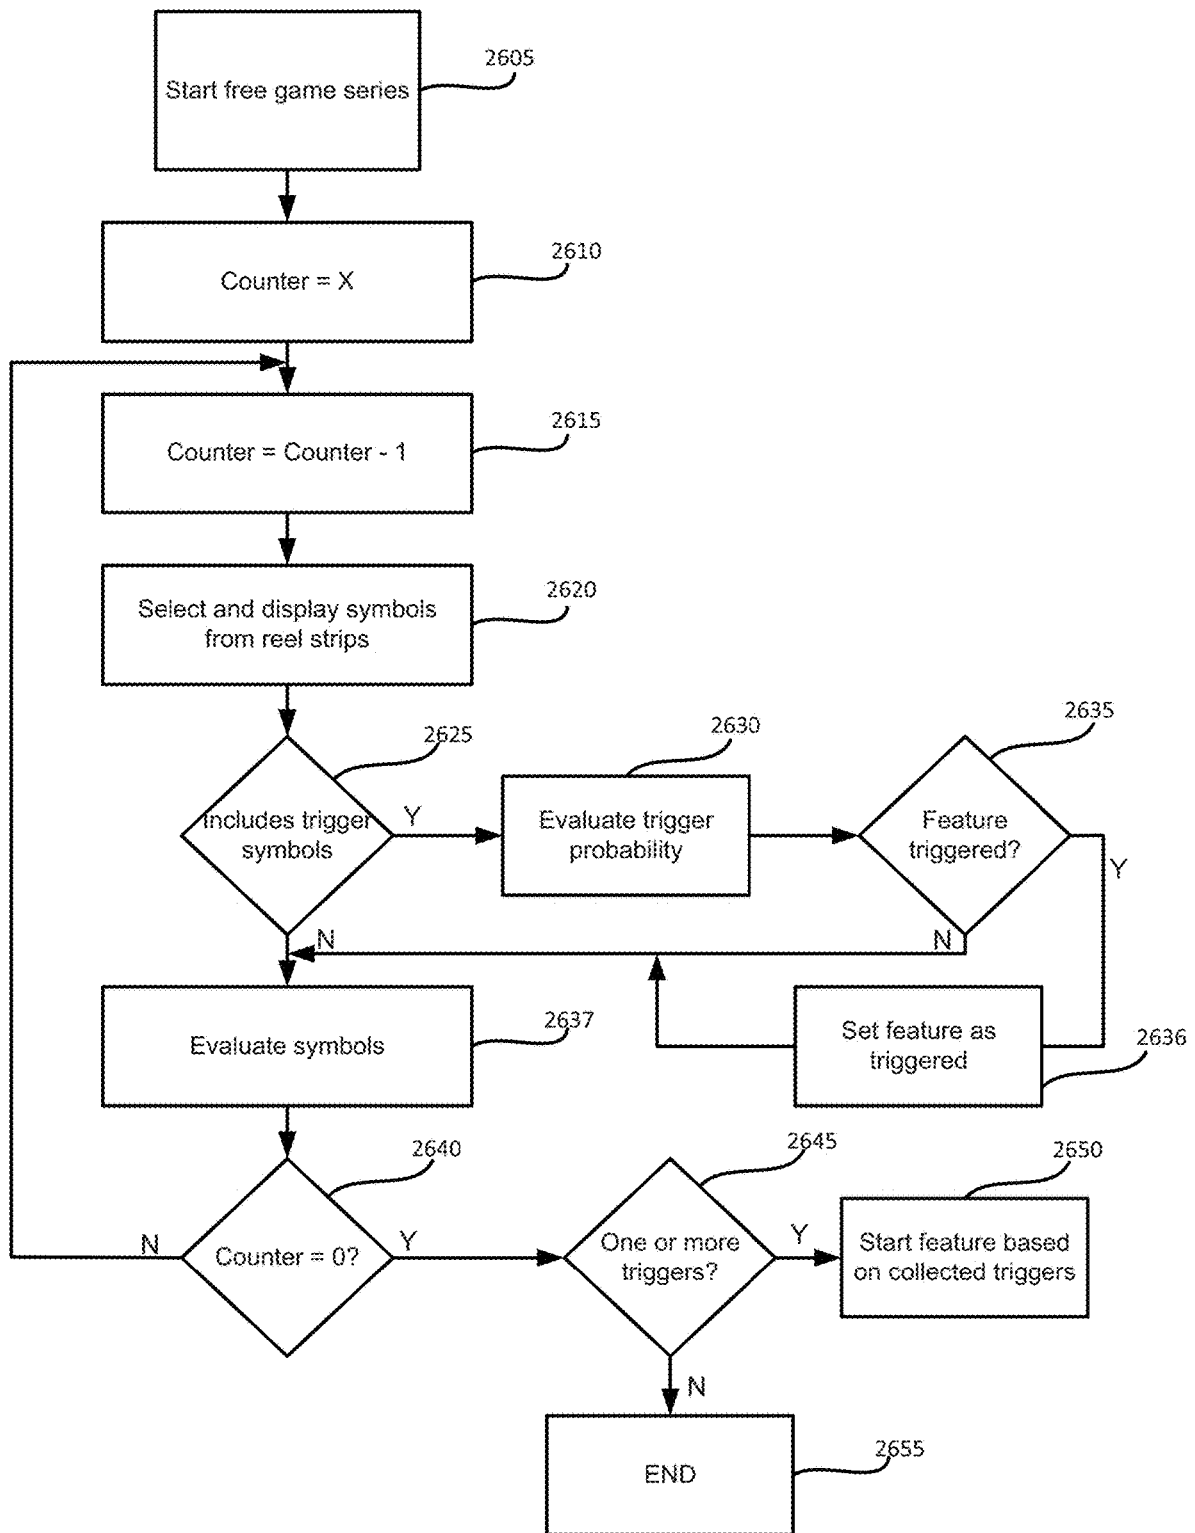 Start free game series
2605
Counter = X
2610
Counter = Counter - 1
2615
Select and display symbols
from reel strips
2620
Includes trigger
symbols
2625
Y
N
Evaluate trigger
probability
2630
Feature
triggered?
2635
Y
N
Set feature as
triggered
2636
Evaluate symbols
2637
Counter = 0?
2640
N
Y
One or more
triggers?
2645
Y
N
Start feature based
on collected triggers
2650
END
2655